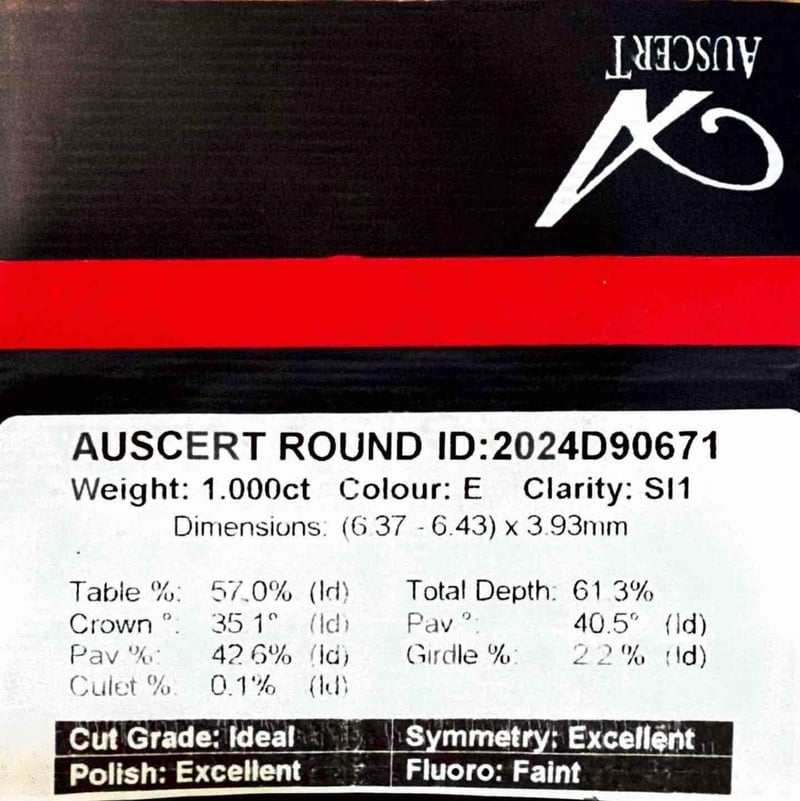 AUSCERT
AUSCERT ROUND ID:2024D90671
Weight: 1.000ct Colour: E Clarity: SI1
Dimensions: (6.37 - 6.43) x 3.93mm
Table %: 57.0% (Id) Total Depth: 61.3%
Crown °: 35.1° (Id) Pav °: 40.5° (Id)
Pav %: 42.6% (Id) Girdle %: 2.2 % (Id)
Culet %: 0.1% (Id)
Cut Grade: Ideal Symmetry: Excellent
Polish: Excellent Fluoro: Faint